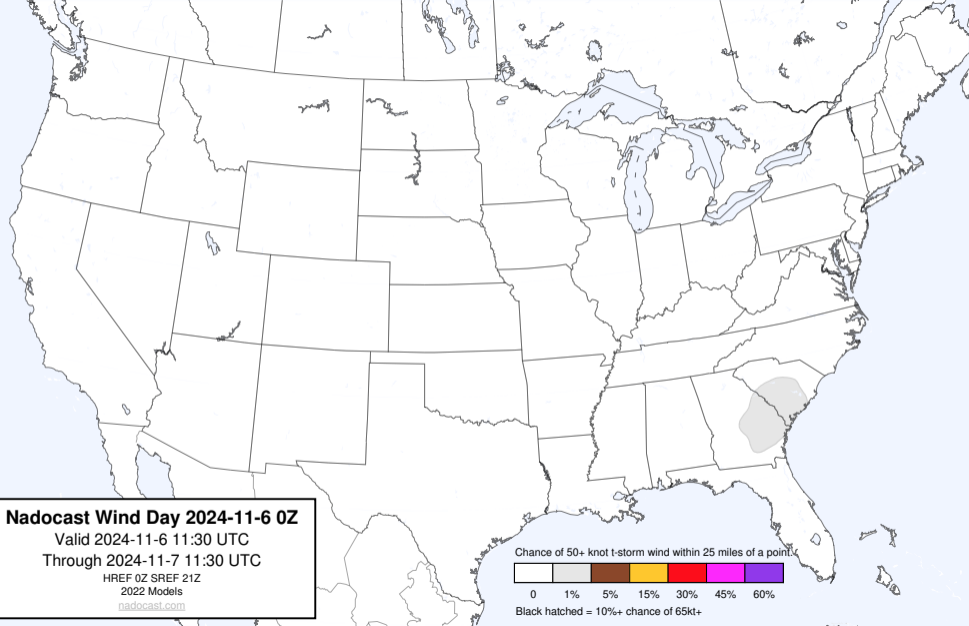 Nadocast Wind Day 2024-11-6 0Z
Valid 2024-11-6 11:30 UTC
Through 2024-11-7 11:30 UTC
HREF 0Z SREF 21Z
2022 Models
nadocast.com
Chance of 50+ knot t-storm wind within 25 miles of a point.
0 1% 5% 15% 30% 45% 60%
Black hatched = 10%+ chance of 65kt+